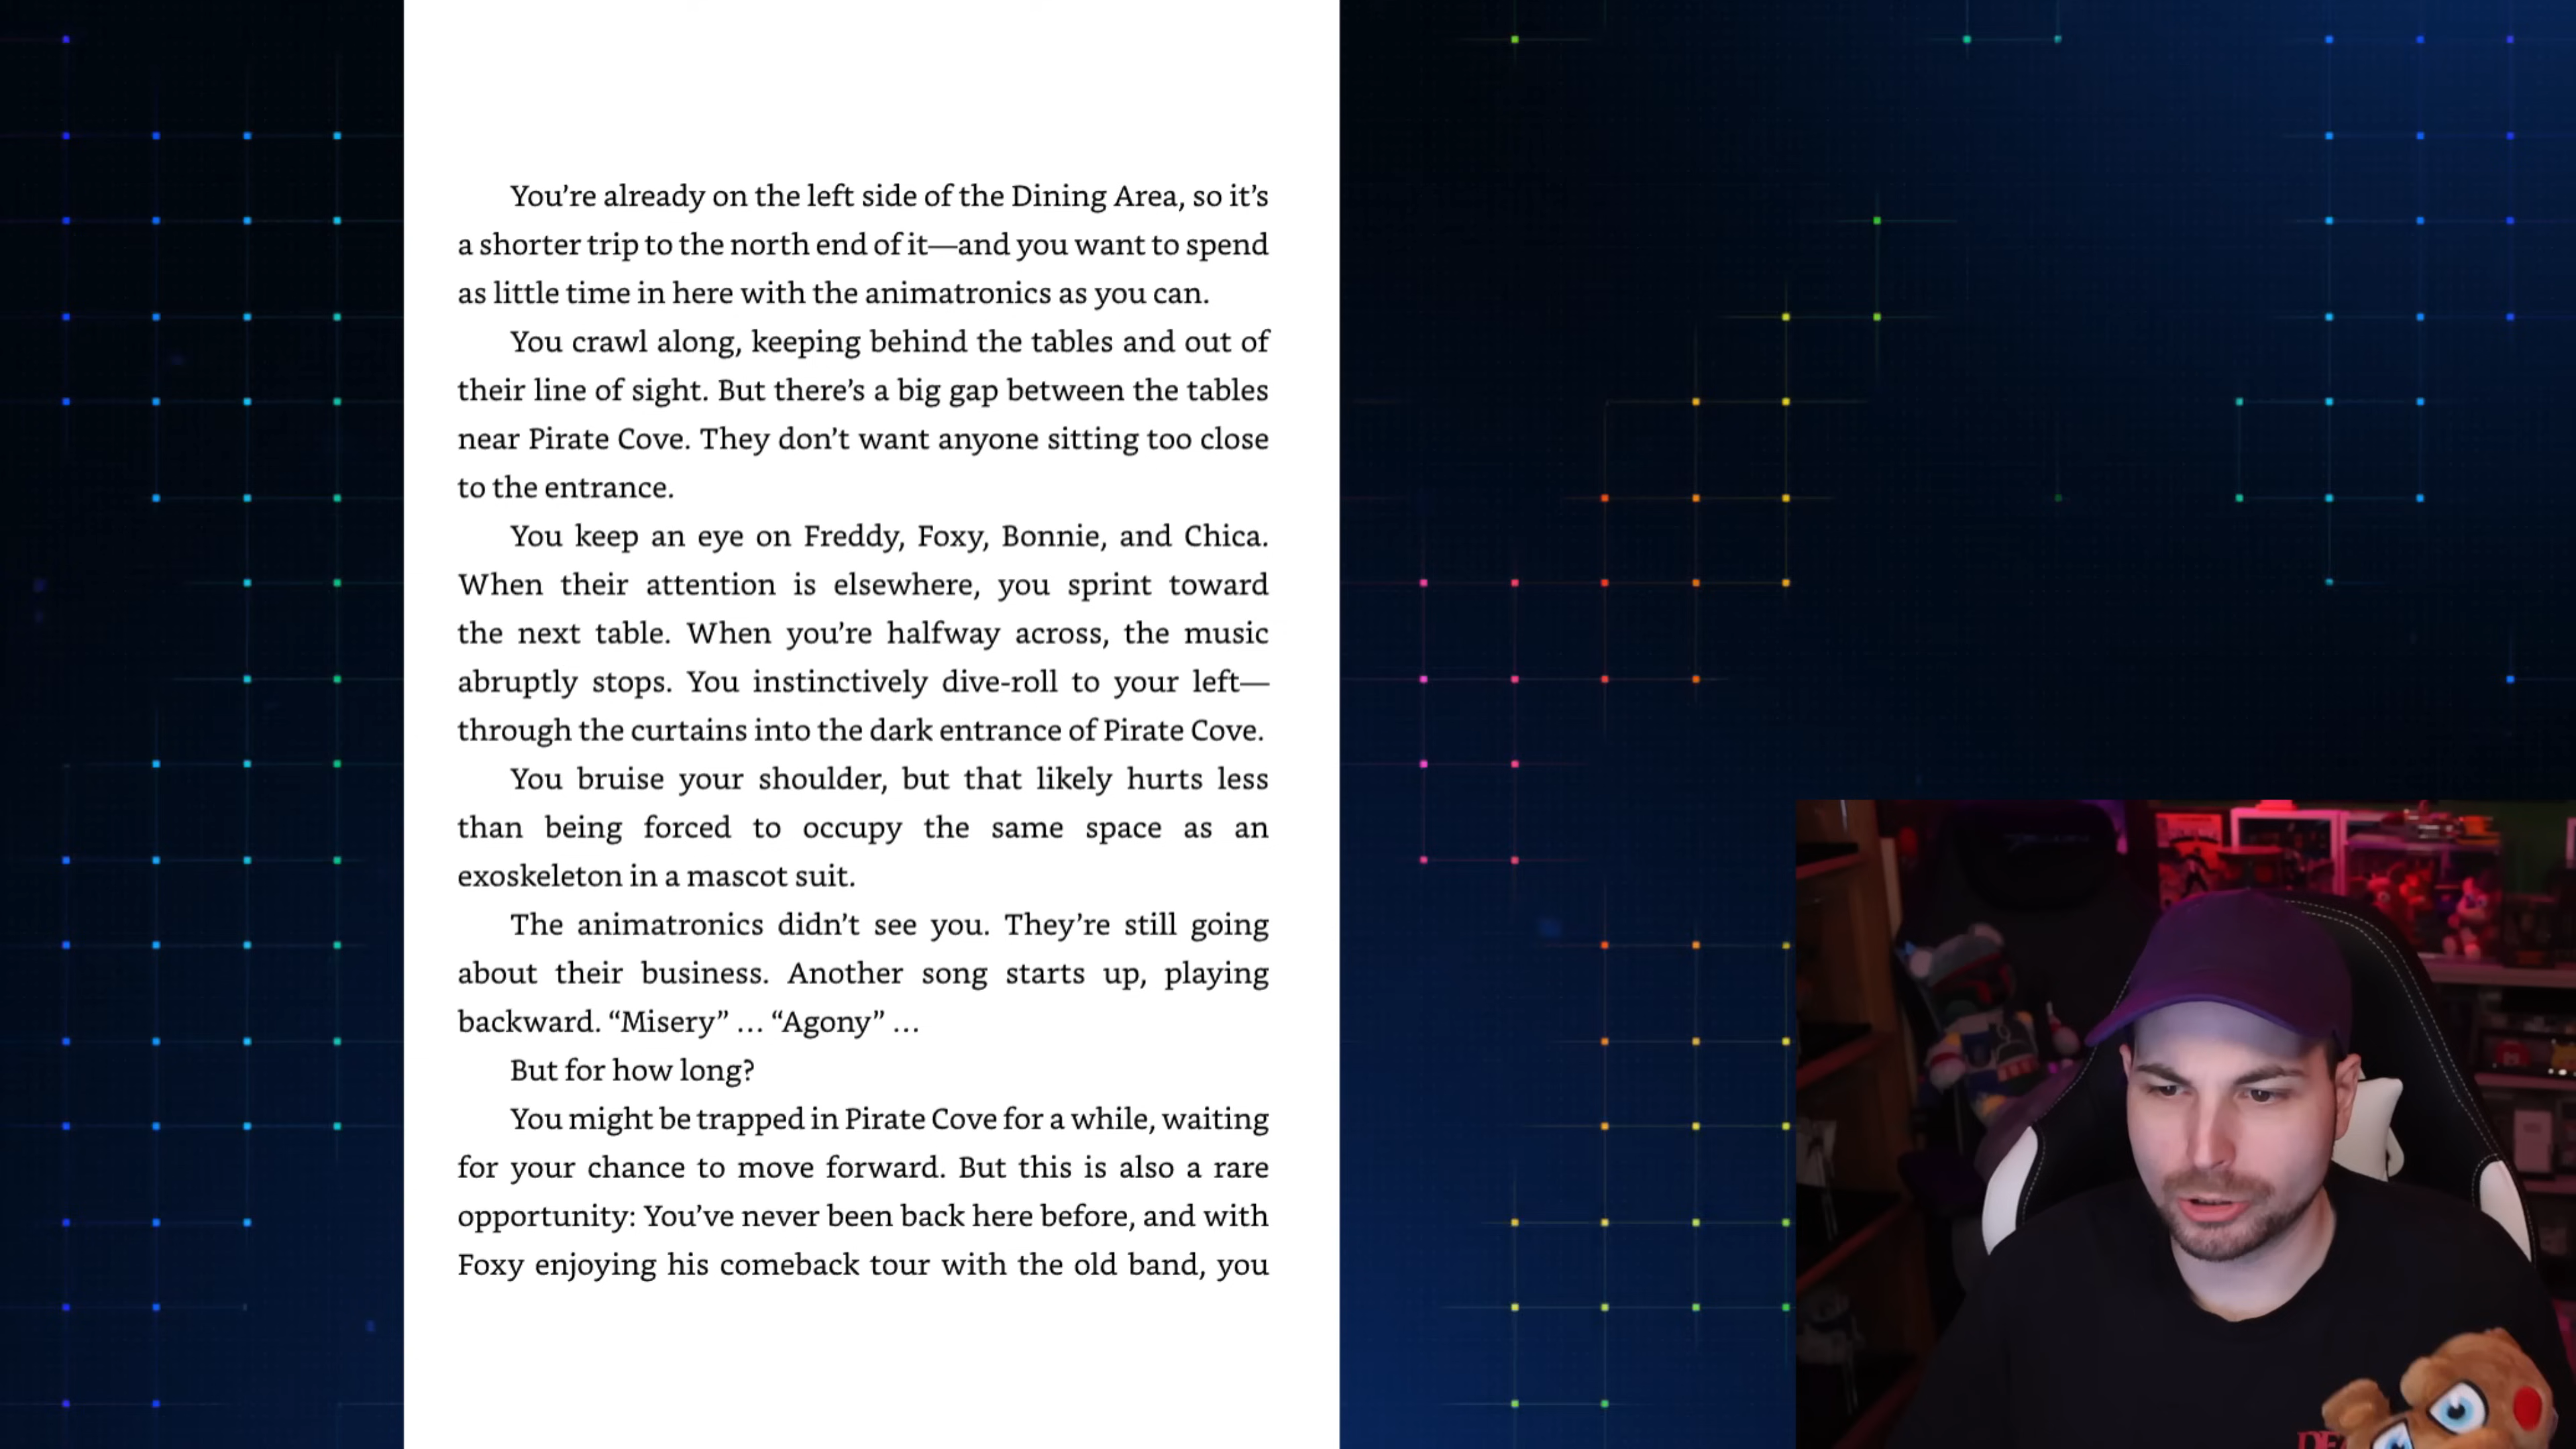 You’re already on the left side of the Dining Area, so it’s
a shorter trip to the north end of it—and you want to spend
as little time in here with the animatronics as you can.
You crawl along, keeping behind the tables and out of
their line of sight. But there’s a big gap between the tables
near Pirate Cove. They don’t want anyone sitting too close
to the entrance.
You keep an eye on Freddy, Foxy, Bonnie, and Chica.
When their attention is elsewhere, you sprint toward
the next table. When you’re halfway across, the music
abruptly stops. You instinctively dive-roll to your left—
through the curtains into the dark entrance of Pirate Cove.
You bruise your shoulder, but that likely hurts less
than being forced to occupy the same space as an
exoskeleton in a mascot suit.
The animatronics didn’t see you. They’re still going
about their business. Another song starts up, playing
backward. “Misery” … “Agony” …
But for how long?
You might be trapped in Pirate Cove for a while, waiting
for your chance to move forward. But this is also a rare
opportunity: You’ve never been back here before, and with
Foxy enjoying his comeback tour with the old band, you